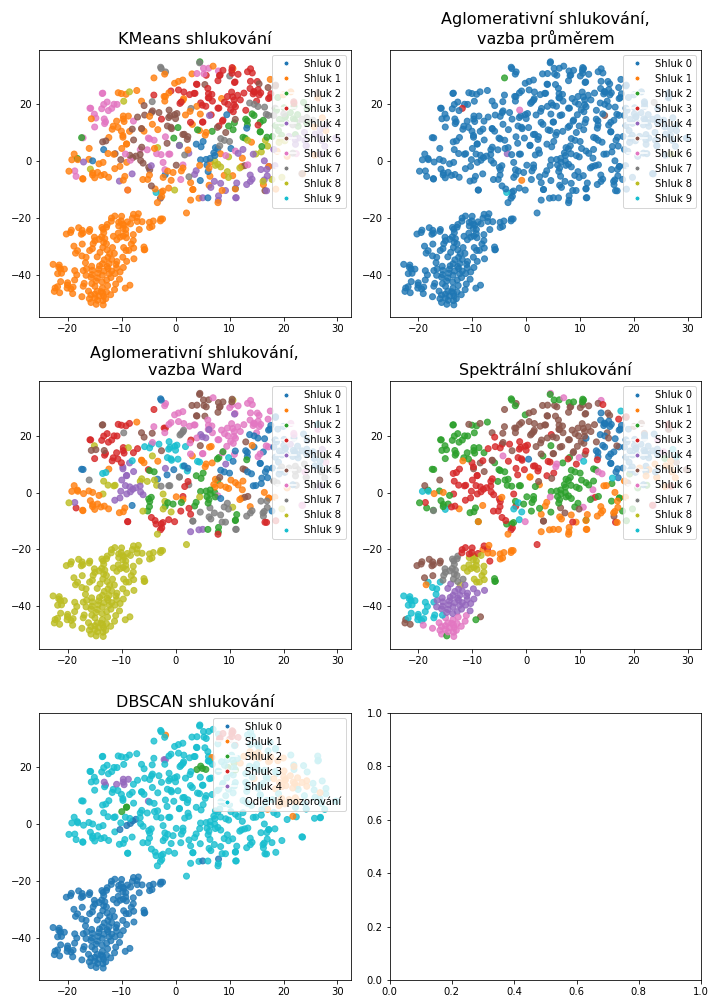 KMeans shlukování
Shluk 0
Shluk 1
Shluk 2
Shluk 3
Shluk 4
Shluk 5
Shluk 6
Shluk 7
Shluk 8
Shluk 9
20
0
−20
−40
−20
−10
0
10
20
30
Aglomerativní shlukování,
vazba průměrem
Shluk 0
Shluk 1
Shluk 2
Shluk 3
Shluk 4
Shluk 5
Shluk 6
Shluk 7
Shluk 8
Shluk 9
20
0
−20
−40
−20
−10
0
10
20
30
Aglomerativní shlukování,
vazba Ward
Shluk 0
Shluk 1
Shluk 2
Shluk 3
Shluk 4
Shluk 5
Shluk 6
Shluk 7
Shluk 8
Shluk 9
20
0
−20
−40
−20
−10
0
10
20
30
Spektrální shlukování
Shluk 0
Shluk 1
Shluk 2
Shluk 3
Shluk 4
Shluk 5
Shluk 6
Shluk 7
Shluk 8
Shluk 9
20
0
−20
−40
−20
−10
0
10
20
30
DBSCAN shlukování
Shluk 0
Shluk 1
Shluk 2
Shluk 3
Shluk 4
Odlehlá pozorování
20
0
−20
−40
−20
−10
0
10
20
30
1.0
0.8
0.6
0.4
0.2
0.0
0.0
0.2
0.4
0.6
0.8
1.0